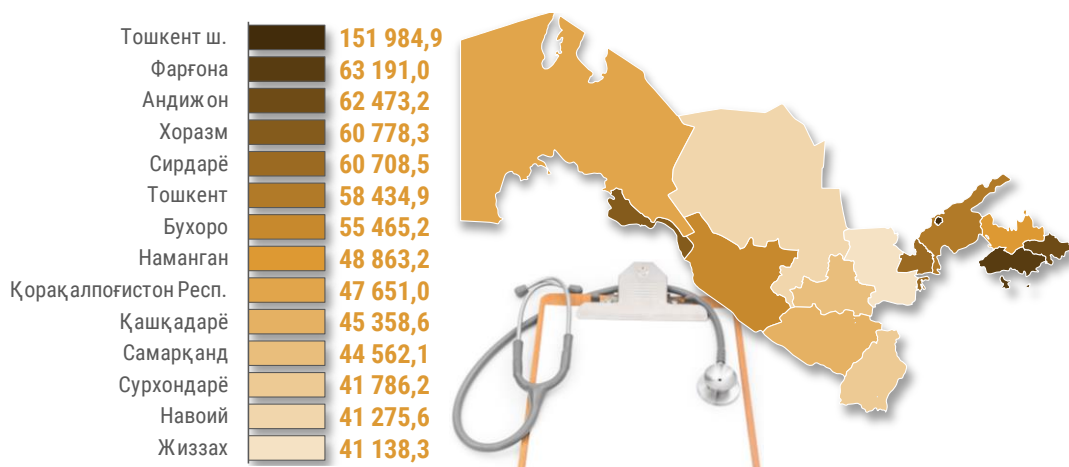 Тошкент ш. 151 984,9
Фарғона 63 191,0
Андижон 62 473,2
Хоразм 60 778,3
Сирдарё 60 708,5
Тошкент 58 434,9
Бухоро 55 465,2
Наманган 48 863,2
Қорақалпоғистон Респ. 47 651,0
Қашқадарё 45 358,6
Самарқанд 44 562,1
Сурхондарё 41 786,2
Навоий 41 275,6
Жиззах 41 138,3